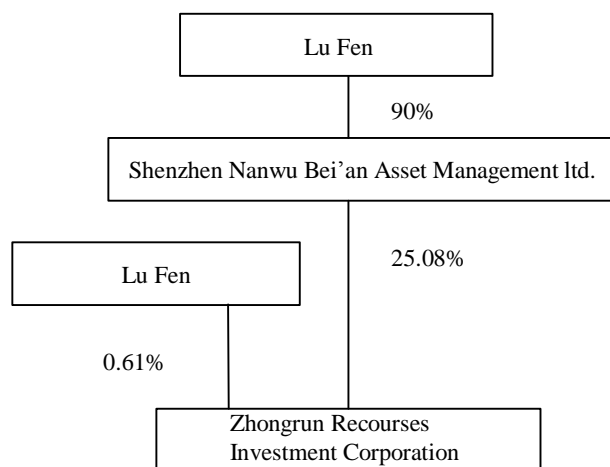 Lu Fen
90%
Shenzhen Nanwu Bei’an Asset Management ltd.
25.08%
Lu Fen
0.61%
Zhongrun Recourses
Investment Corporation